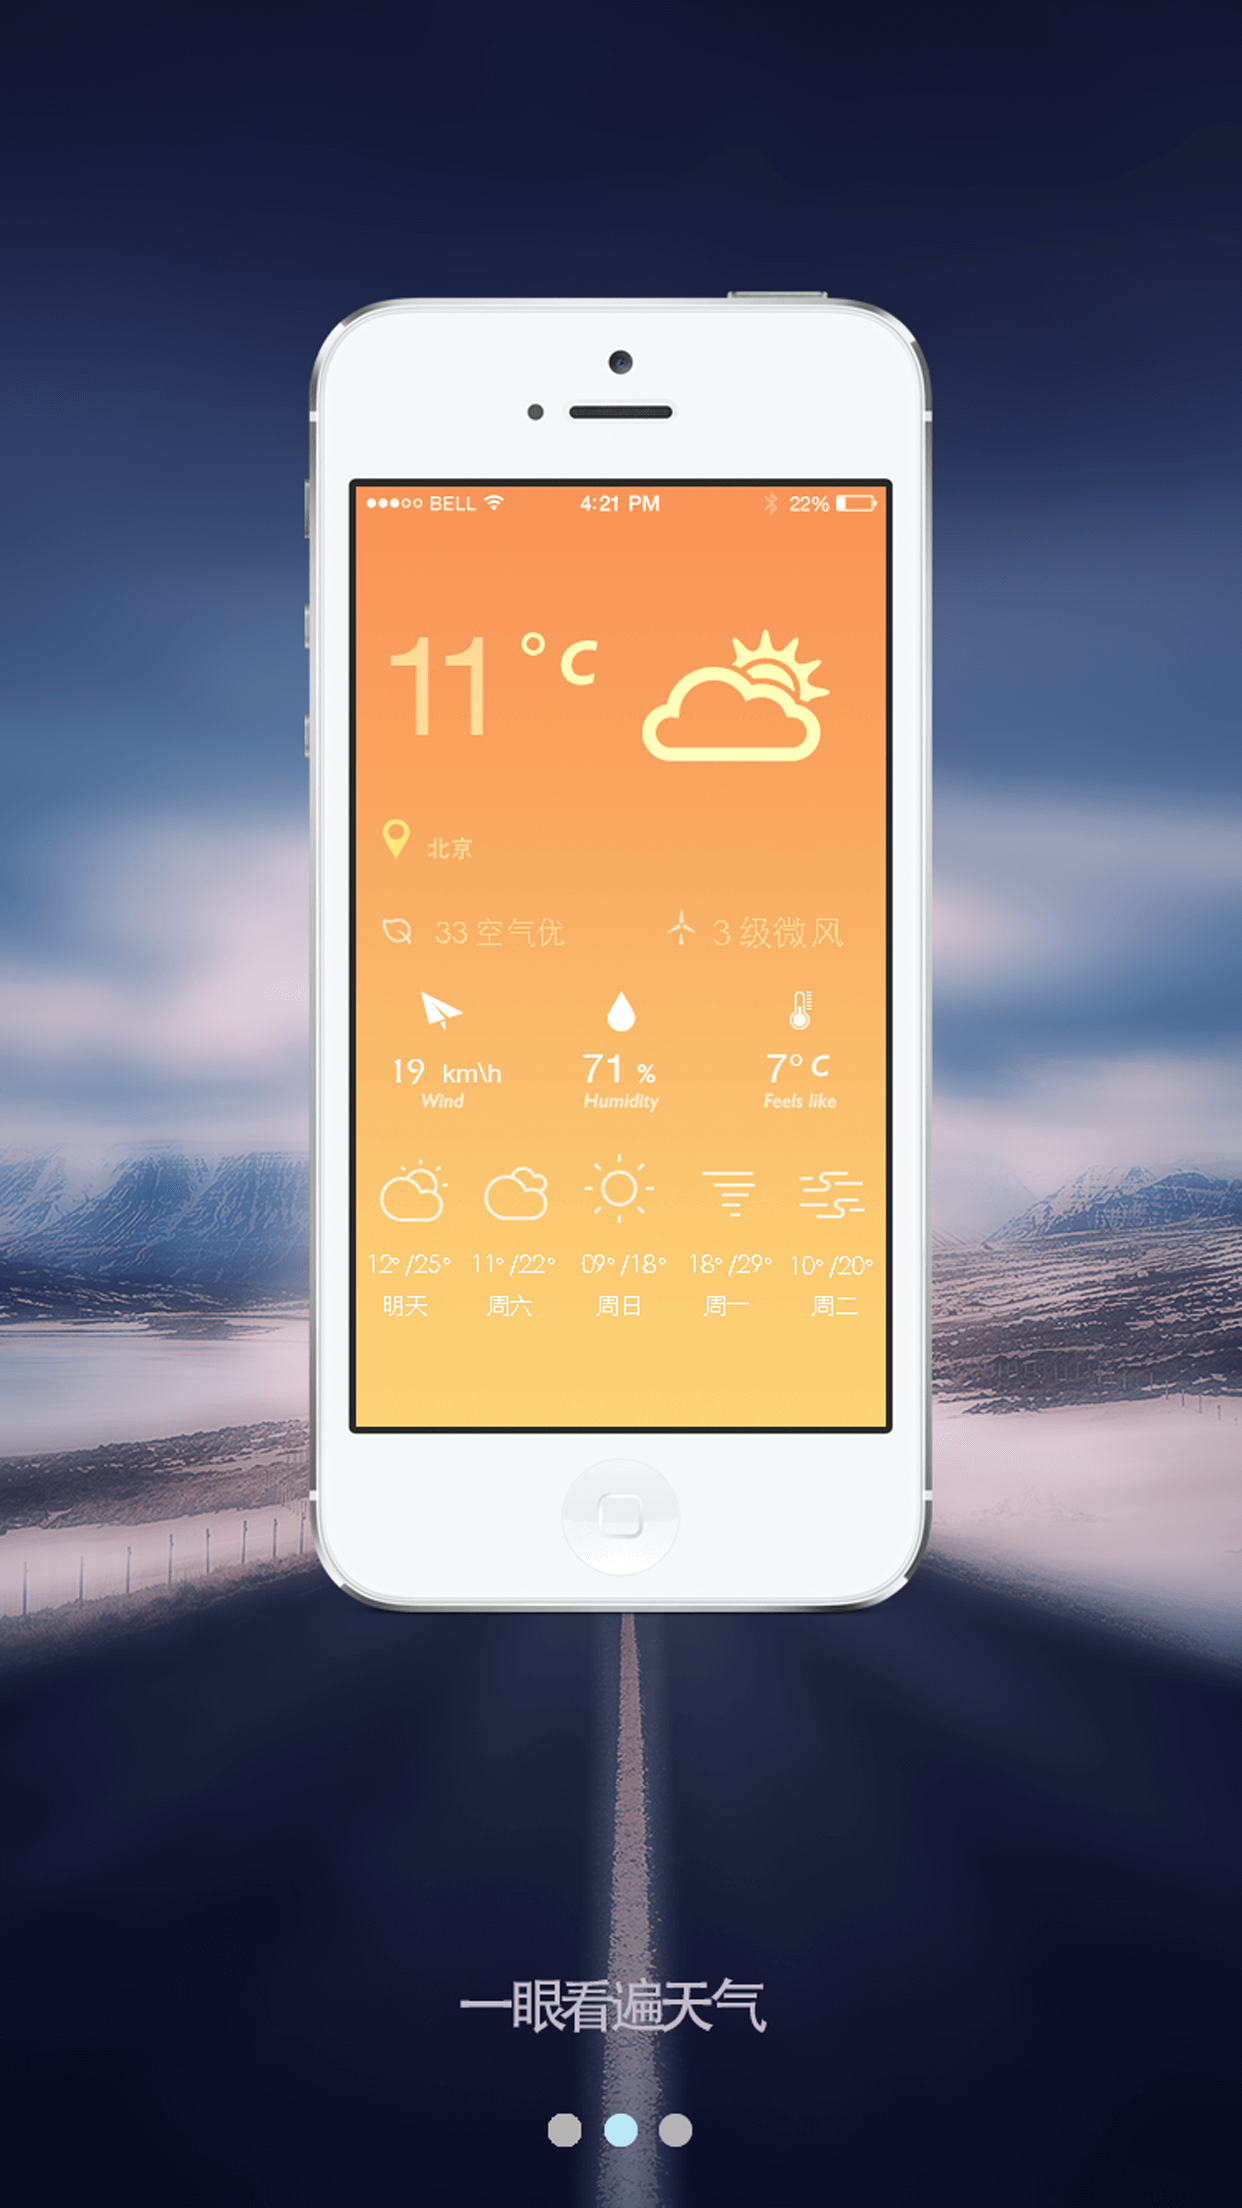 BELL 4:21 PM 22%
11 °C
北京
33 空气优 3 级微风
19 km\h 71 % 7° C
Wind Humidity Feels like
12° /25° 11° /22° 09° /18° 18° /29° 10° /20°
明天 周六 周日 周一 周二
一眼看遍天气